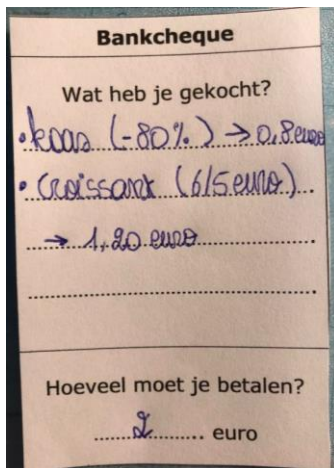 Bankcheque
Wat heb je gekocht?
• kaas (-80%) → 0,8 euro
• Croissant (6/5 euro)
→ 1,20 euro
Hoeveel moet je betalen?
2 euro